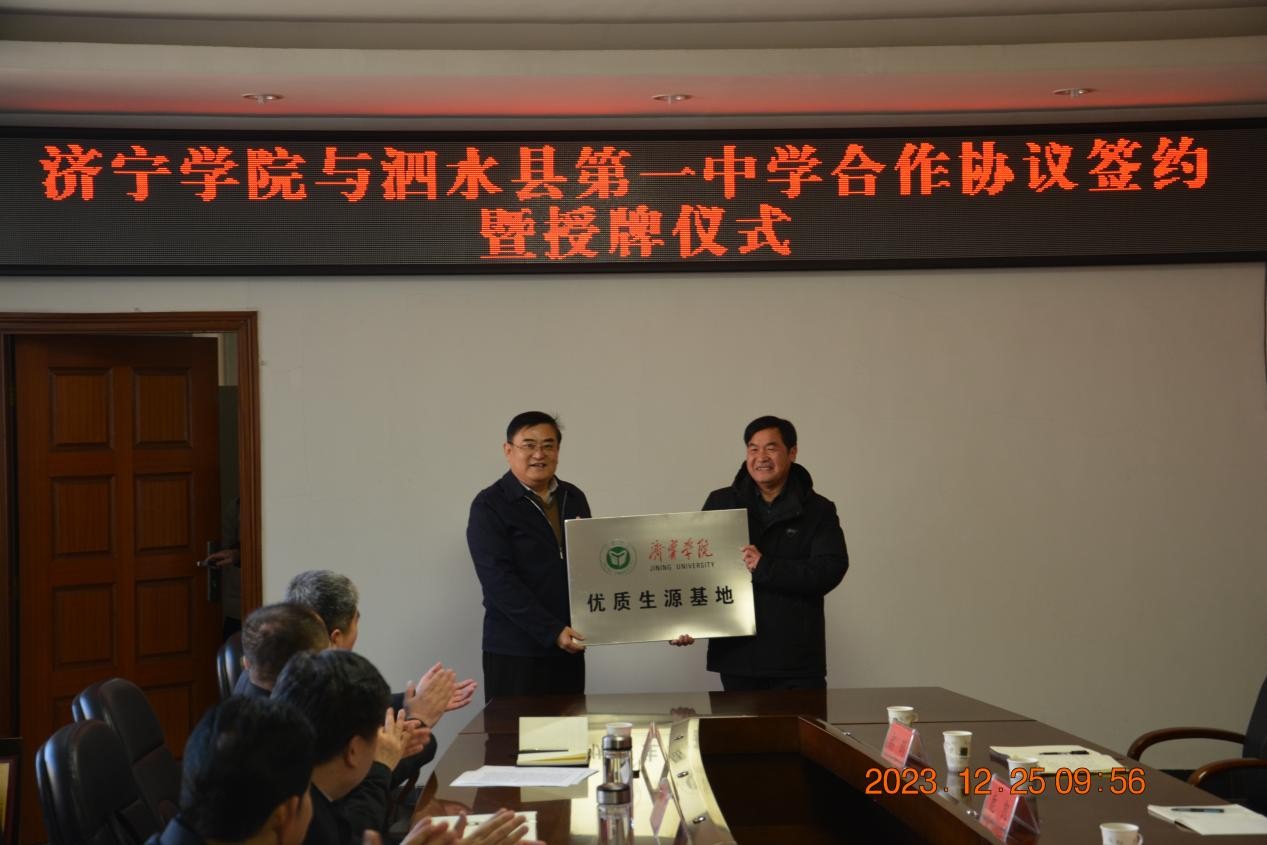 济宁学院与泗水县第一中学合作协议签约
暨授牌仪式
濟寧学院
JINING UNIVERSITY
优质生源基地
2023.12.25 09:56